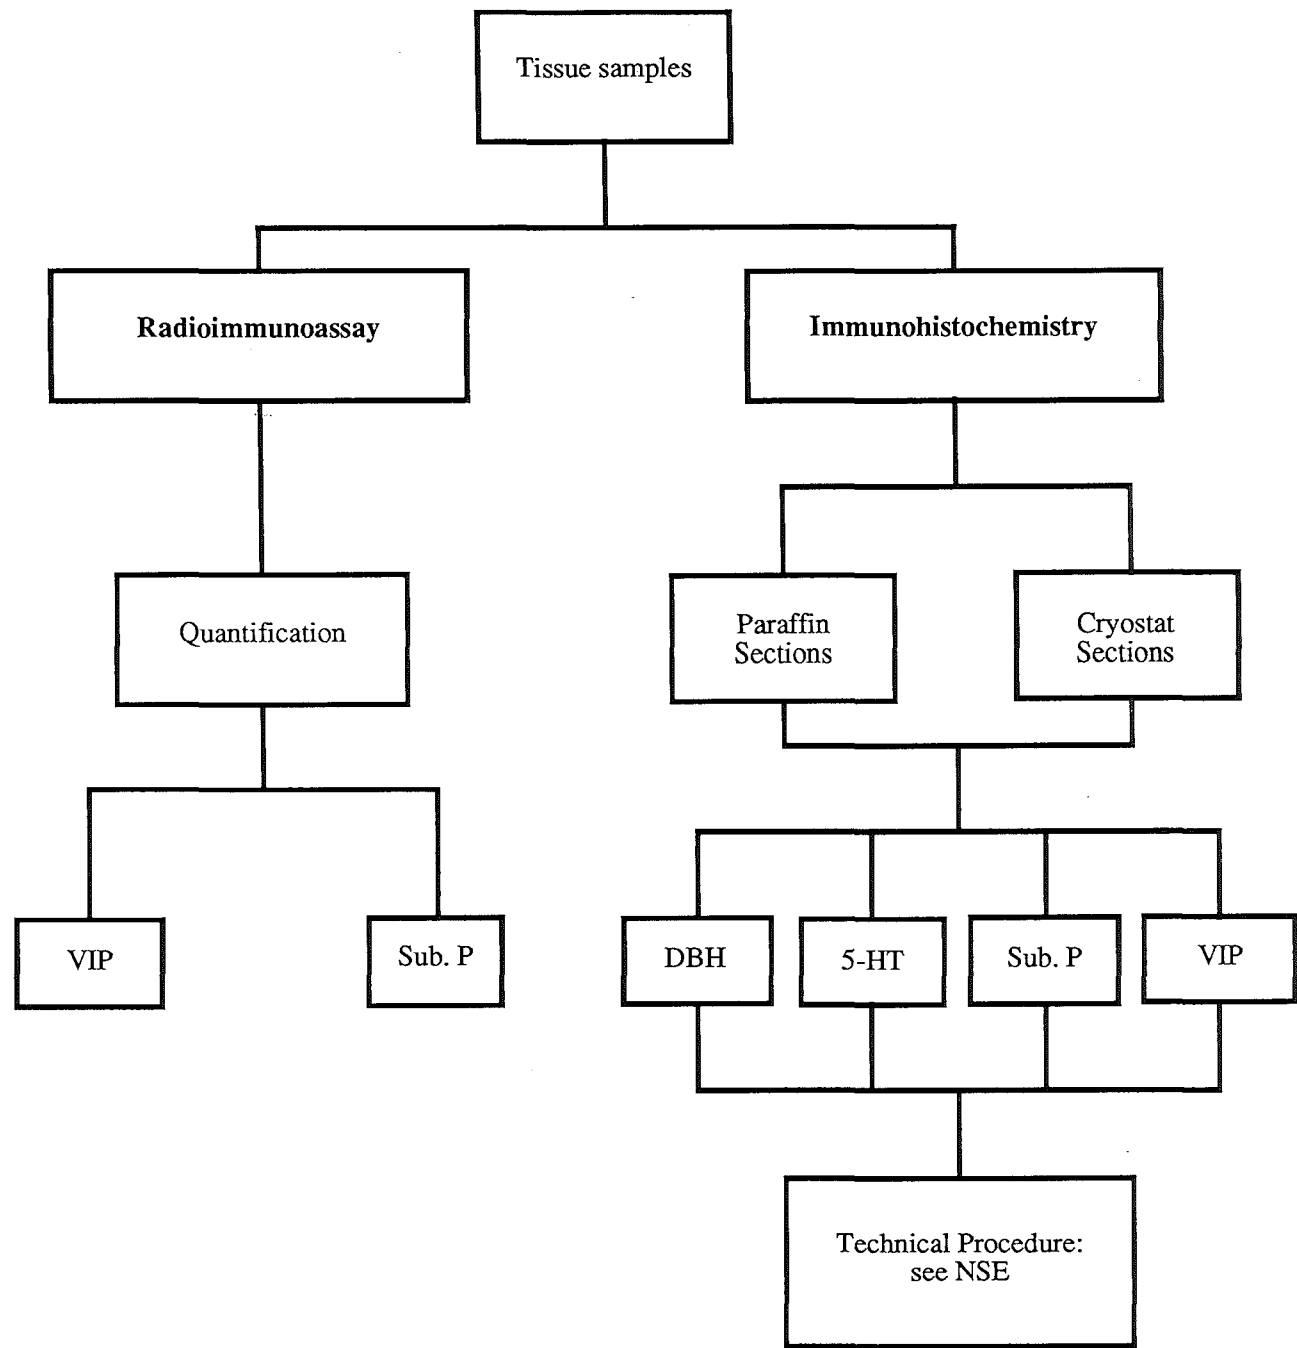 Tissue samples
Radioimmunoassay
Immunohistochemistry
Quantification
Paraffin
Sections
Cryostat
Sections
VIP
Sub. P
DBH
5-HT
Sub. P
VIP
Technical Procedure:
see NSE